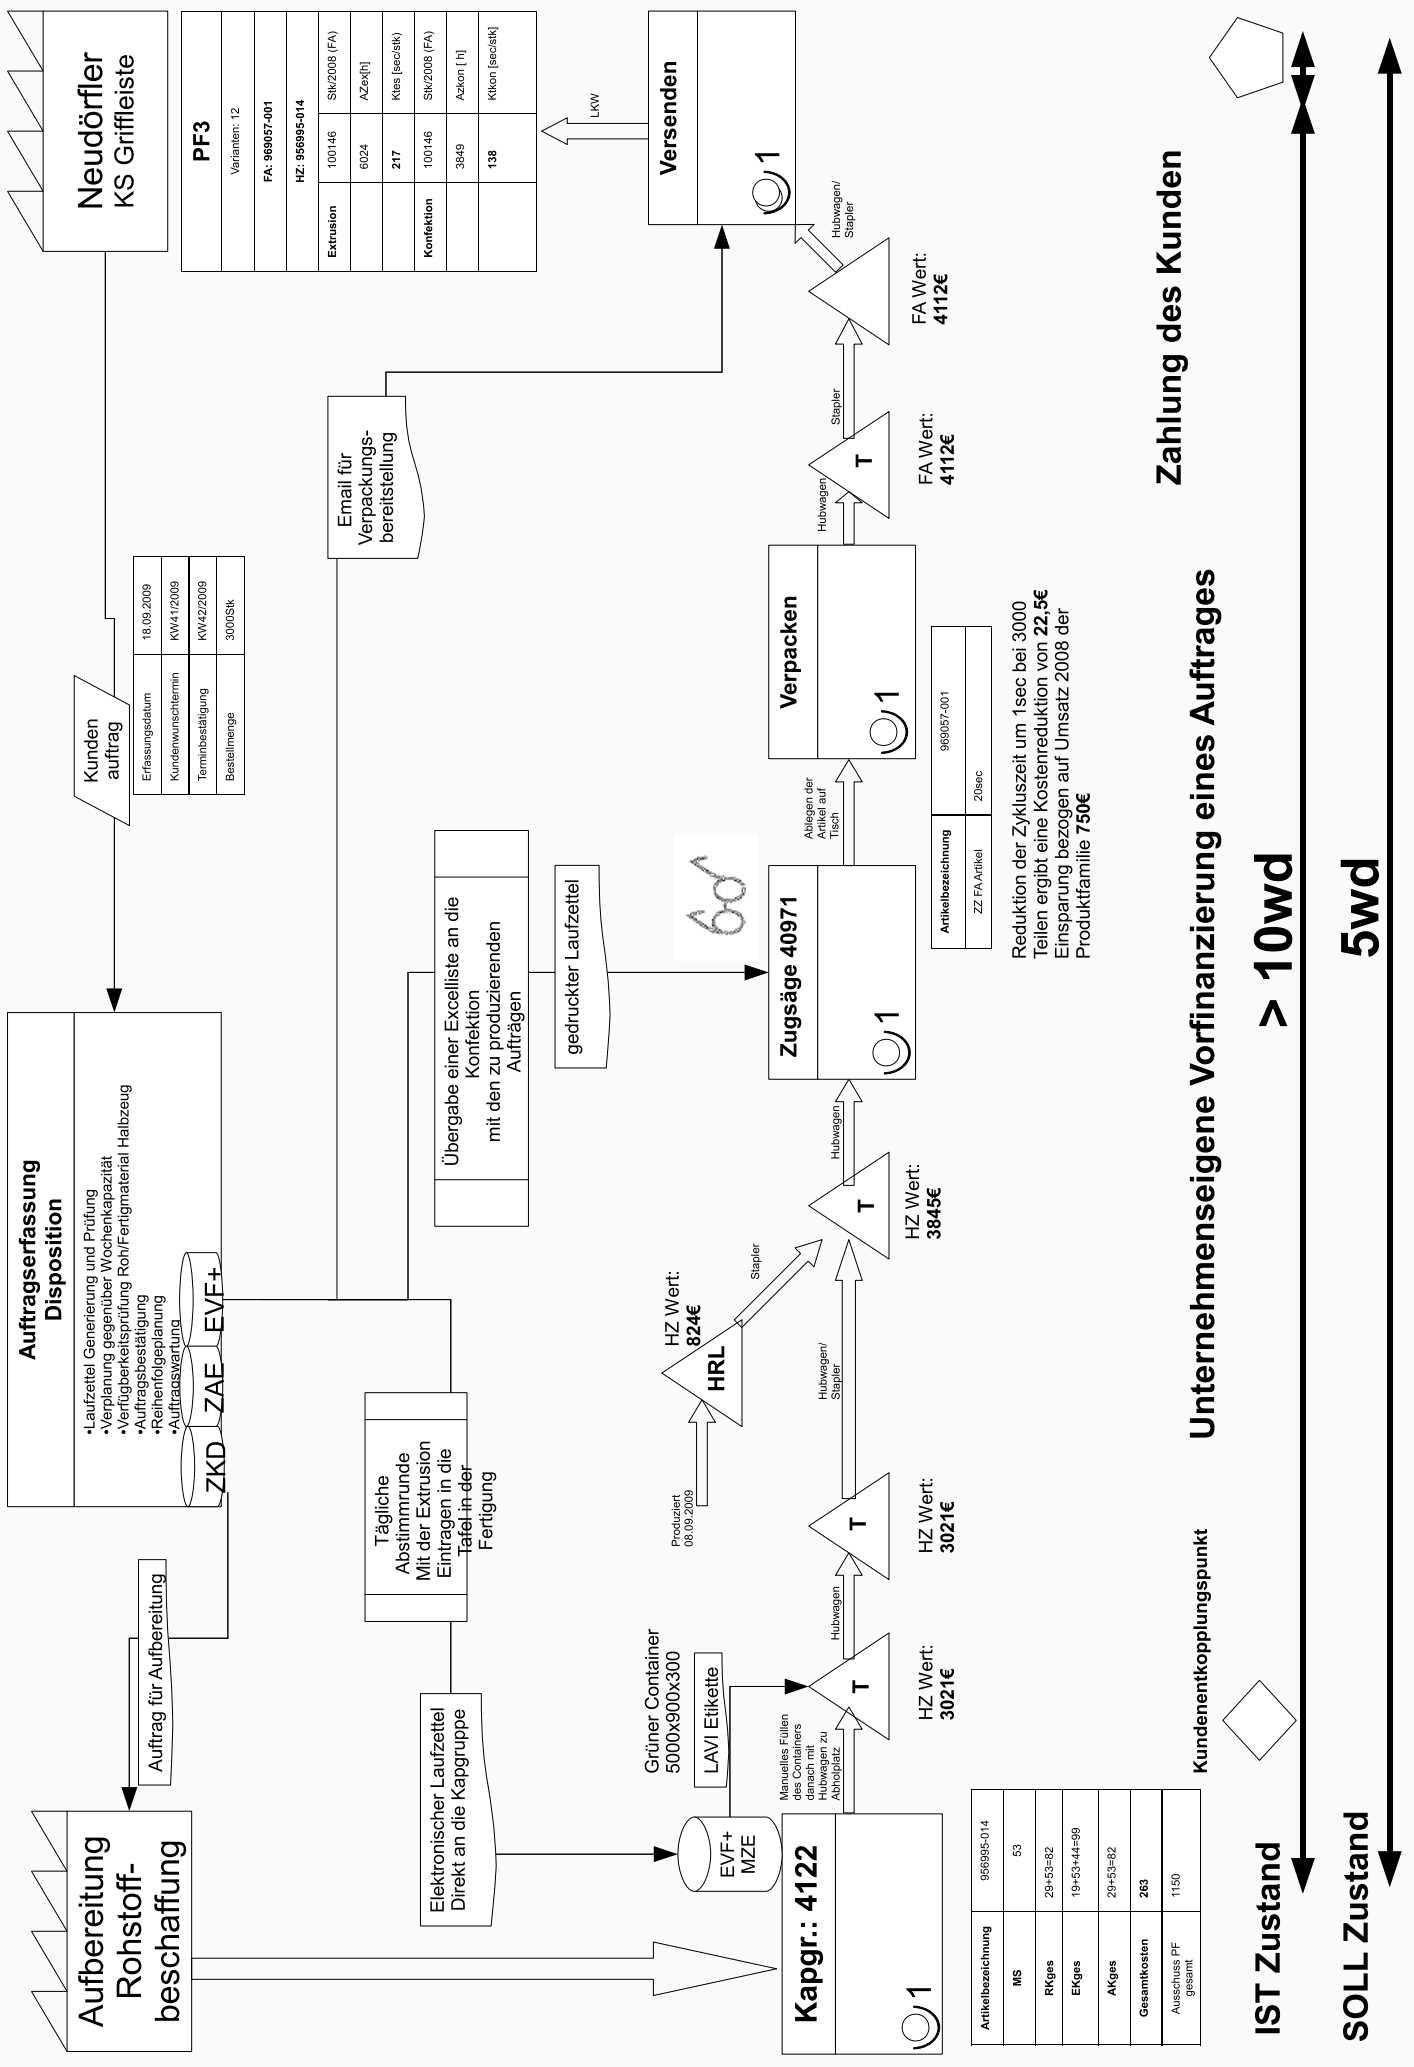 Aufbereitung
Rohstoff-
beschaffung
Auftrag für Aufbereitung
Auftragserfassung
Disposition
•Laufzettel Generierung und Prüfung
•Verplanung gegenüber Wochenkapazität
•Verfügberkeitsprüfung Roh/Fertigmaterial Halbzeug
•Auftragsbestätigung
•Reihenfolgeplanung
•Auftragswartung
ZKD
ZAE
EVF+
Kunden
auftrag
Erfassungsdatum 18.09.2009
Kundenwunschtermin KW41/2009
Terminbestätigung KW42/2009
Bestellmenge 3000Stk
Neudörfler
KS Griffleiste
PF3
Varianten: 12
FA: 969057-001
HZ: 956995-014
Extrusion 100146 Stk/2008 (FA)
6024 AZex[h]
217 Ktes [sec/stk)
Konfektion 100146 Stk/2008 (FA)
3849 Azkon [ h]
138 Ktkon [sec/stk]
Elektronischer Laufzettel
Direkt an die Kapgruppe
Tägliche
Abstimmrunde
Mit der Extrusion
Eintragen in die
Tafel in der
Fertigung
Übergabe einer Excelliste an die
Konfektion
mit den zu produzierenden
Aufträgen
gedruckter Laufzettel
Email für
Verpackungs-
bereitstellung
LKW
EVF+
MZE
Grüner Container
5000x900x300
LAVI Etikette
Produziert
08.09.2009
HRL
HZ Wert:
824€
Stapler
Kapgr.: 4122
1
Manuelles Füllen
des Containers
danach mit
Hubwagen zu
Abholplatz
T
HZ Wert:
3021€
Hubwagen
T
HZ Wert:
3021€
Hubwagen/
Stapler
T
HZ Wert:
3845€
Hubwagen
Zugsäge 40971
1
Ablegen der
Artikel auf
Tisch
Verpacken
1
Hubwagen
T
FA Wert:
4112€
Stapler
FA Wert:
4112€
Hubwagen/
Stapler
Versenden
1
Artikelbezeichnung 956995-014
MS 53
RKges 29+53=82
EKges 19+53+44=99
AKges 29+53=82
Gesamtkosten 263
Ausschuss PF
gesamt 1150
Artikelbezeichnung 969057-001
ZZ FA Artikel 20sec
Reduktion der Zykluszeit um 1sec bei 3000
Teilen ergibt eine Kostenreduktion von 22,5€
Einsparung bezogen auf Umsatz 2008 der
Produktfamilie 750€
Kundenentkopplungspunkt
Unternehmenseigene Vorfinanzierung eines Auftrages
Zahlung des Kunden
IST Zustand
> 10wd
SOLL Zustand
5wd